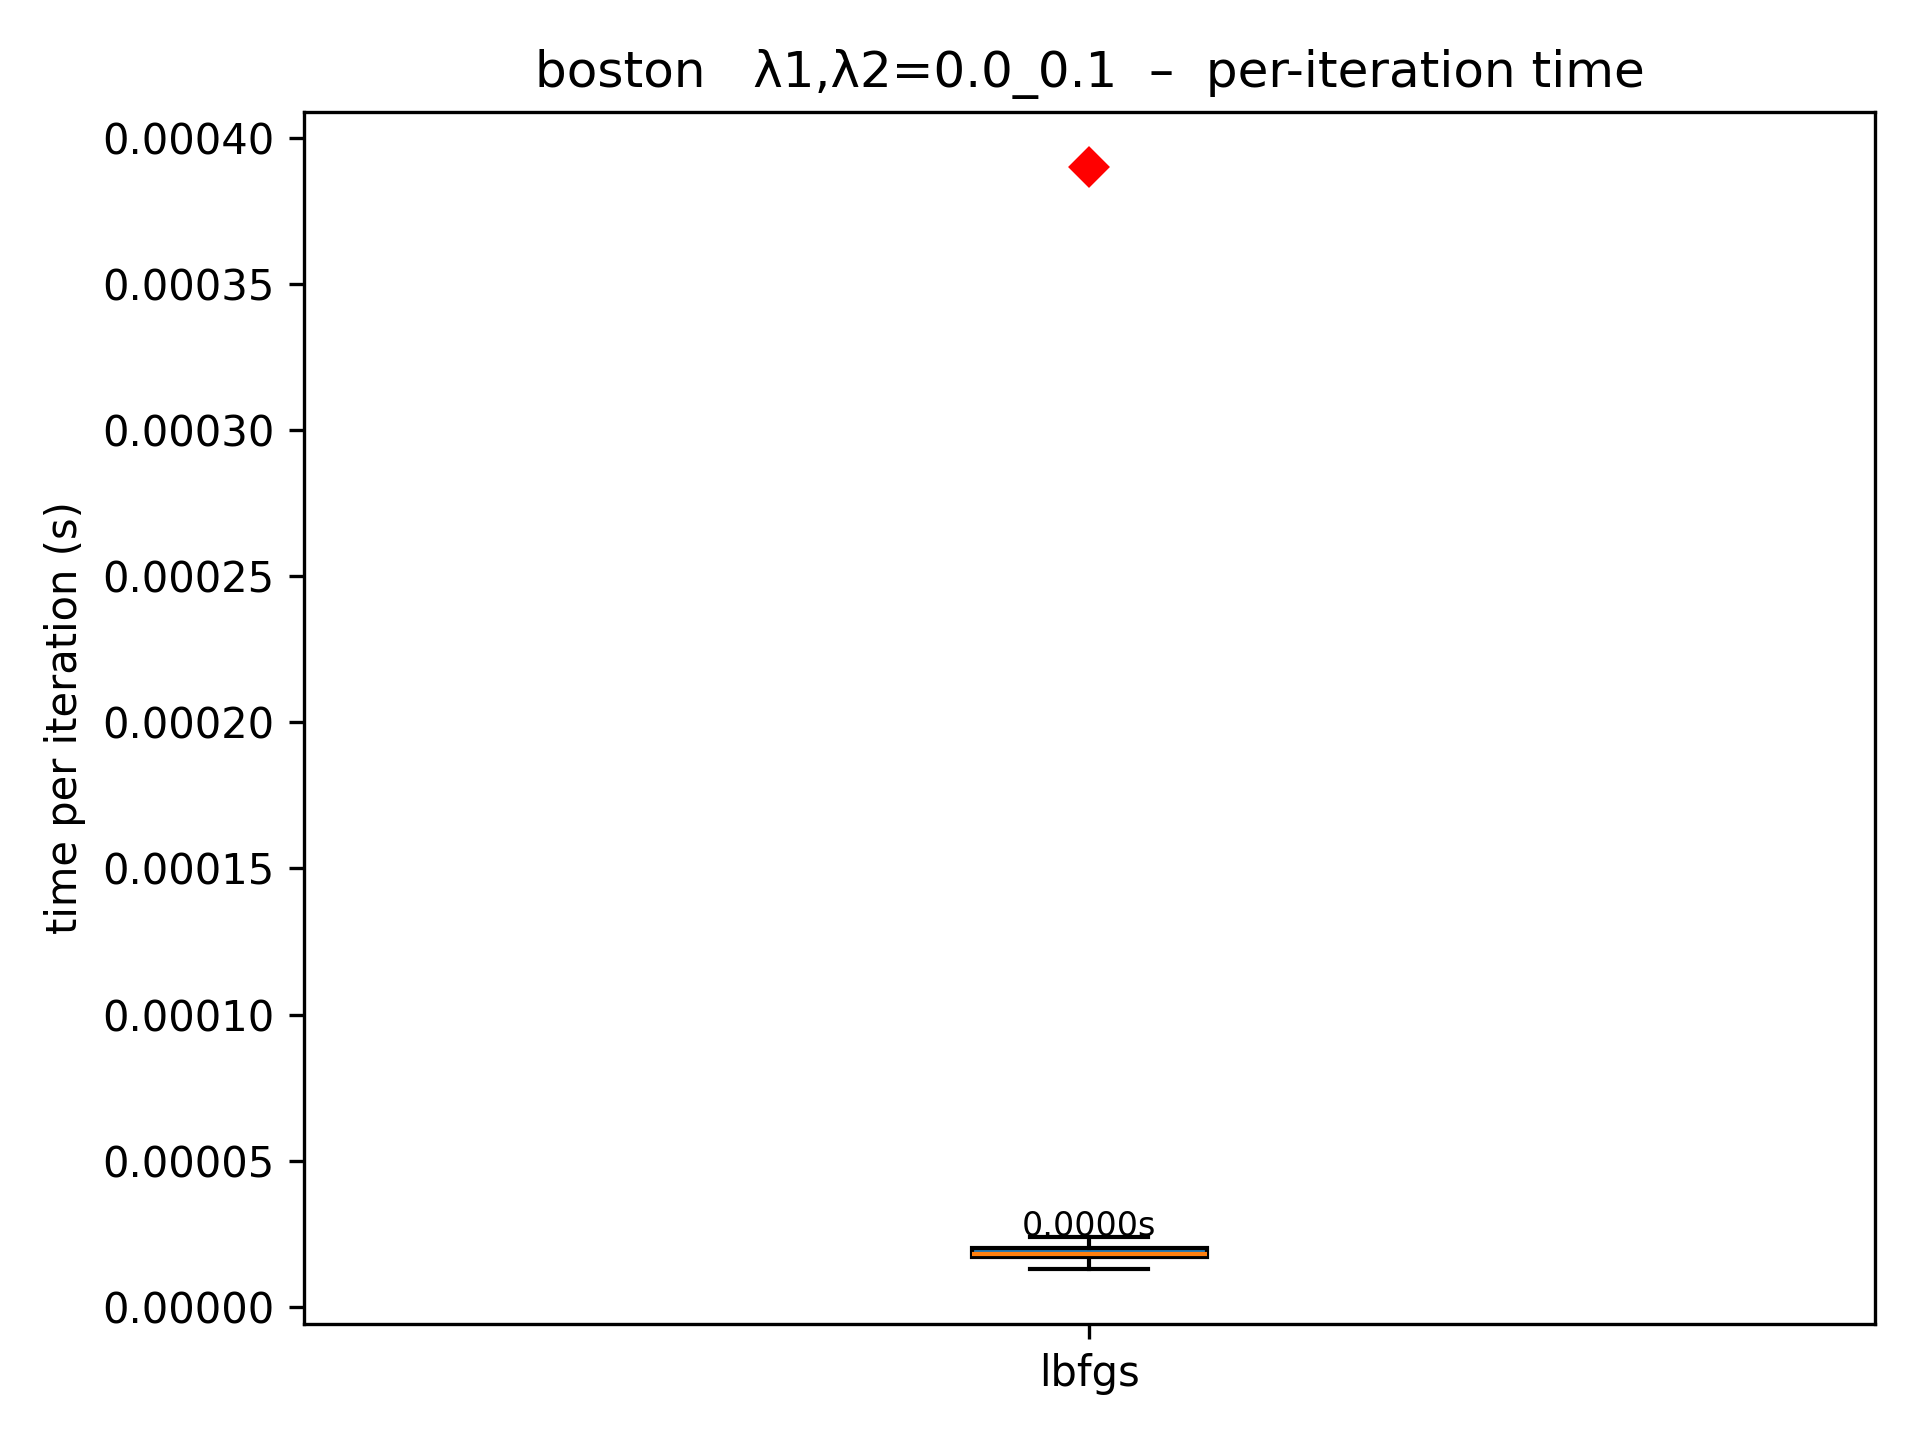 boston   λ1,λ2=0.0_0.1  –  per-iteration time
0.00040
0.00035
0.00030
0.00025
0.00020
0.00015
0.00010
0.00005
0.00000
time per iteration (s)
0.0000s
lbfgs